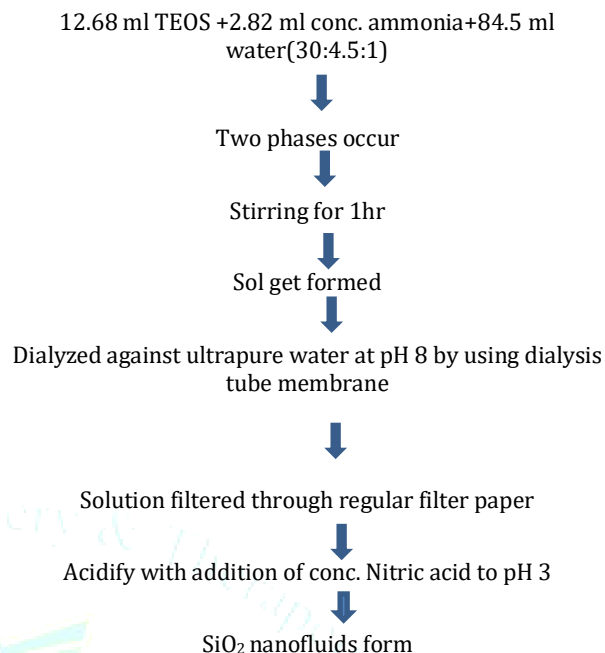 12.68 ml TEOS +2.82 ml conc. ammonia+84.5 ml
water(30:4.5:1)
Two phases occur
Stirring for 1hr
Sol get formed
Dialyzed against ultrapure water at pH 8 by using dialysis
tube membrane
Solution filtered through regular filter paper
Acidify with addition of conc. Nitric acid to pH 3
SiO₂ nanofluids form